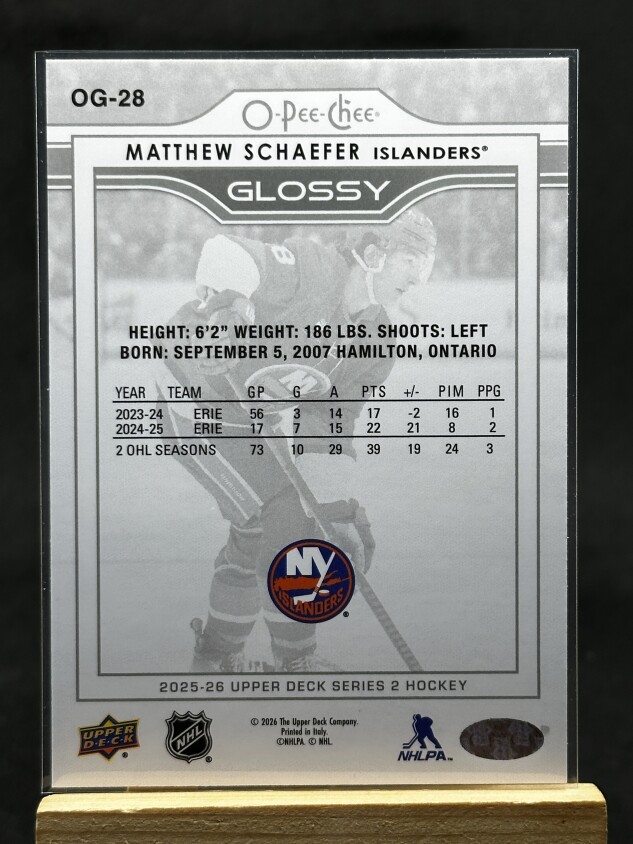 OG-28
O-Pee-Chee®
MATTHEW SCHAEFER ISLANDERS®
GLOSSY
HEIGHT: 6'2" WEIGHT: 186 LBS. SHOOTS: LEFT
BORN: SEPTEMBER 5, 2007 HAMILTON, ONTARIO
YEAR TEAM GP G A PTS +/- PIM PPG
2023-24 ERIE 56 3 14 17 -2 16 1
2024-25 ERIE 17 7 15 22 21 8 2
2 OHL SEASONS 73 10 29 39 19 24 3
NY
ISLANDERS®
2025-26 UPPER DECK SERIES 2 HOCKEY
UPPER
DECK®
NHL®
© 2026 The Upper Deck Company.
Printed in Italy.
©NHLPA. © NHL.
NHLPA™